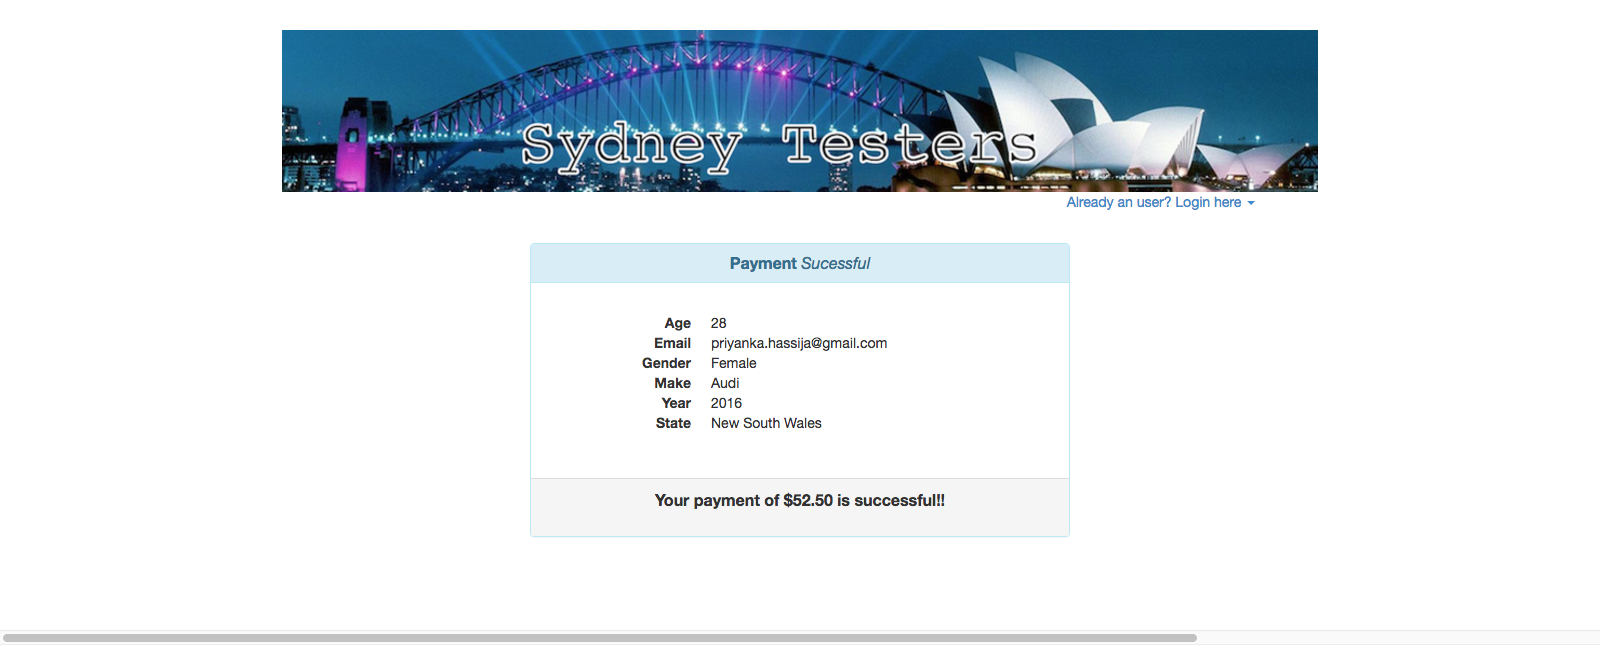 Sydney Testers
Already an user? Login here
Payment Sucessful
Age 28
Email priyanka.hassija@gmail.com
Gender Female
Make Audi
Year 2016
State New South Wales
Your payment of $52.50 is successful!!